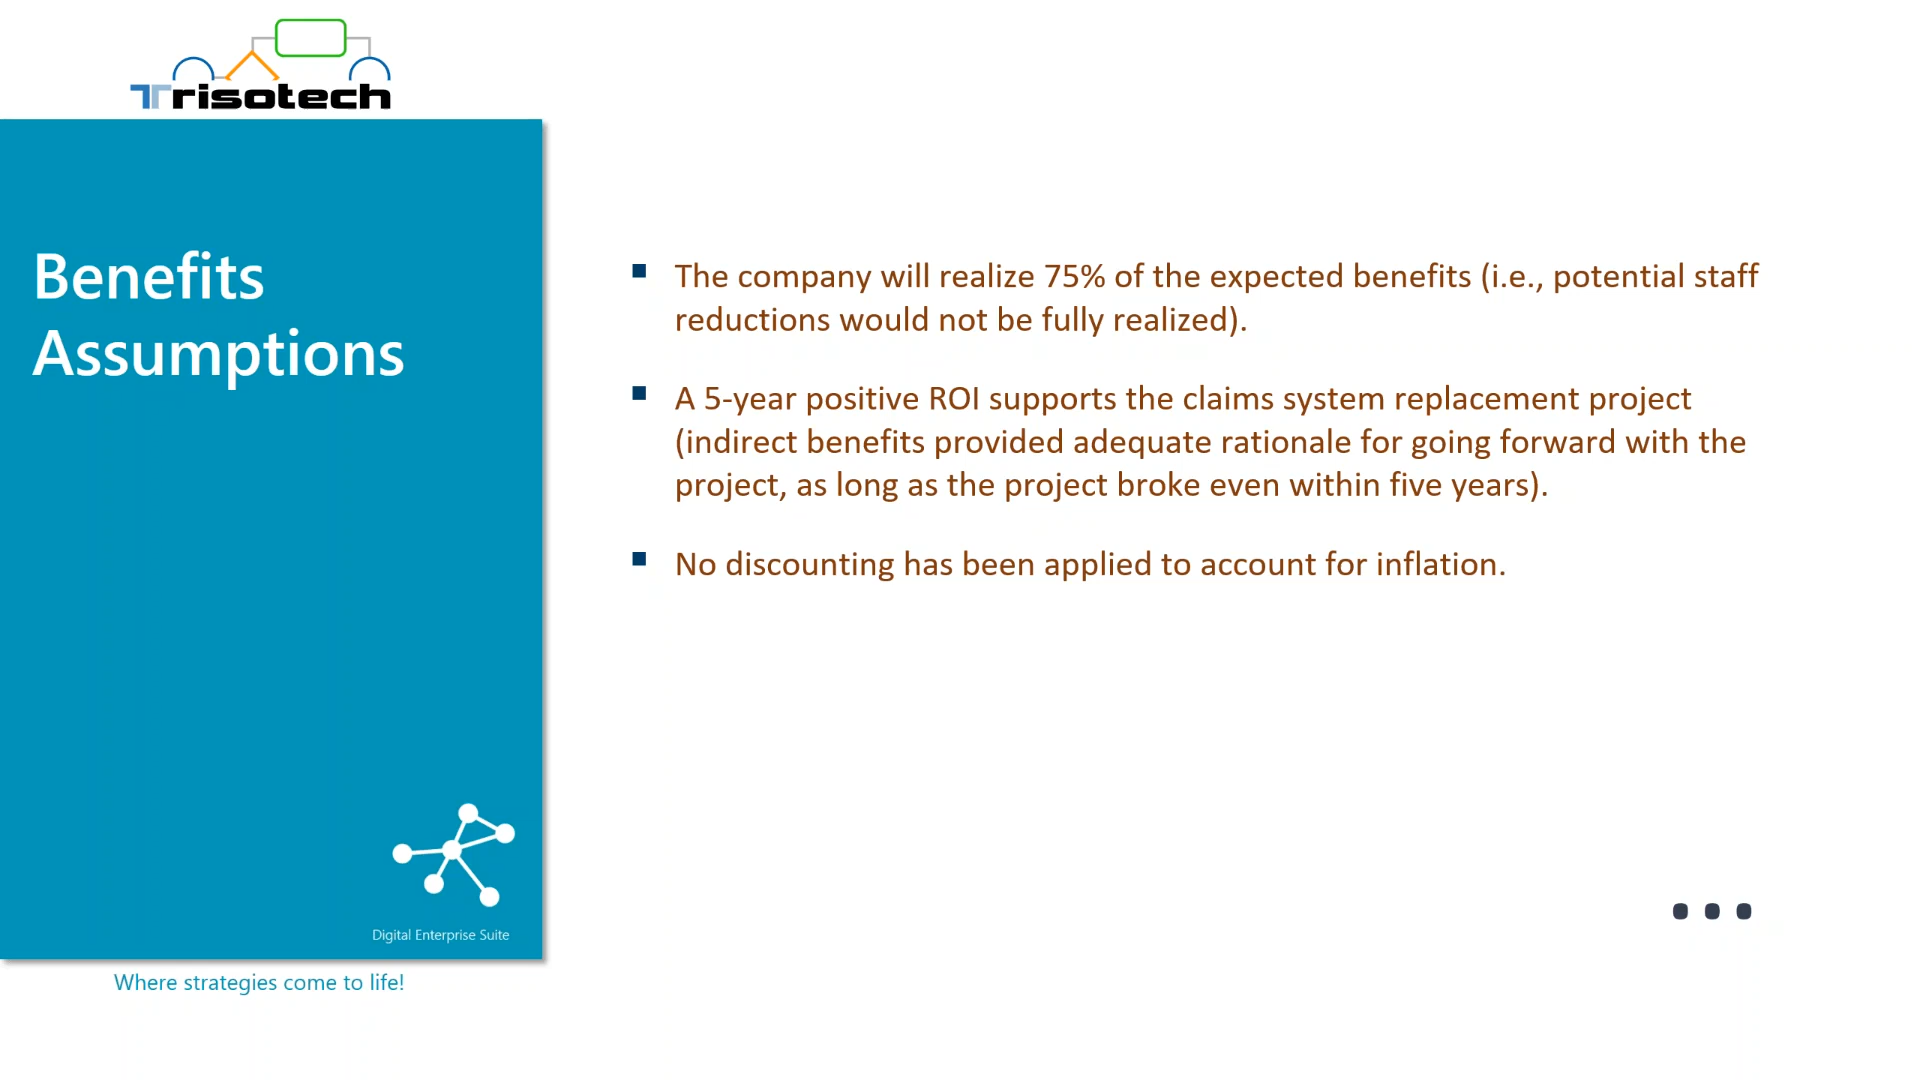 Trisotech
Benefits
Assumptions
▪ The company will realize 75% of the expected benefits (i.e., potential staff
reductions would not be fully realized).
▪ A 5-year positive ROI supports the claims system replacement project
(indirect benefits provided adequate rationale for going forward with the
project, as long as the project broke even within five years).
▪ No discounting has been applied to account for inflation.
...
Digital Enterprise Suite
Where strategies come to life!